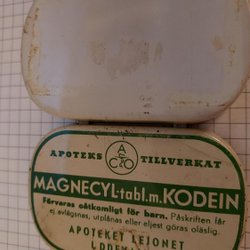 APOTEKS ACO TILLVERKAT
MAGNECYL-tabl.m.KODEIN
Förvaras oåtkomligt för barn. Påskriften får
ej avlägsnas, utplånas eller eljest göras oläslig.
APOTEKET LEJONET